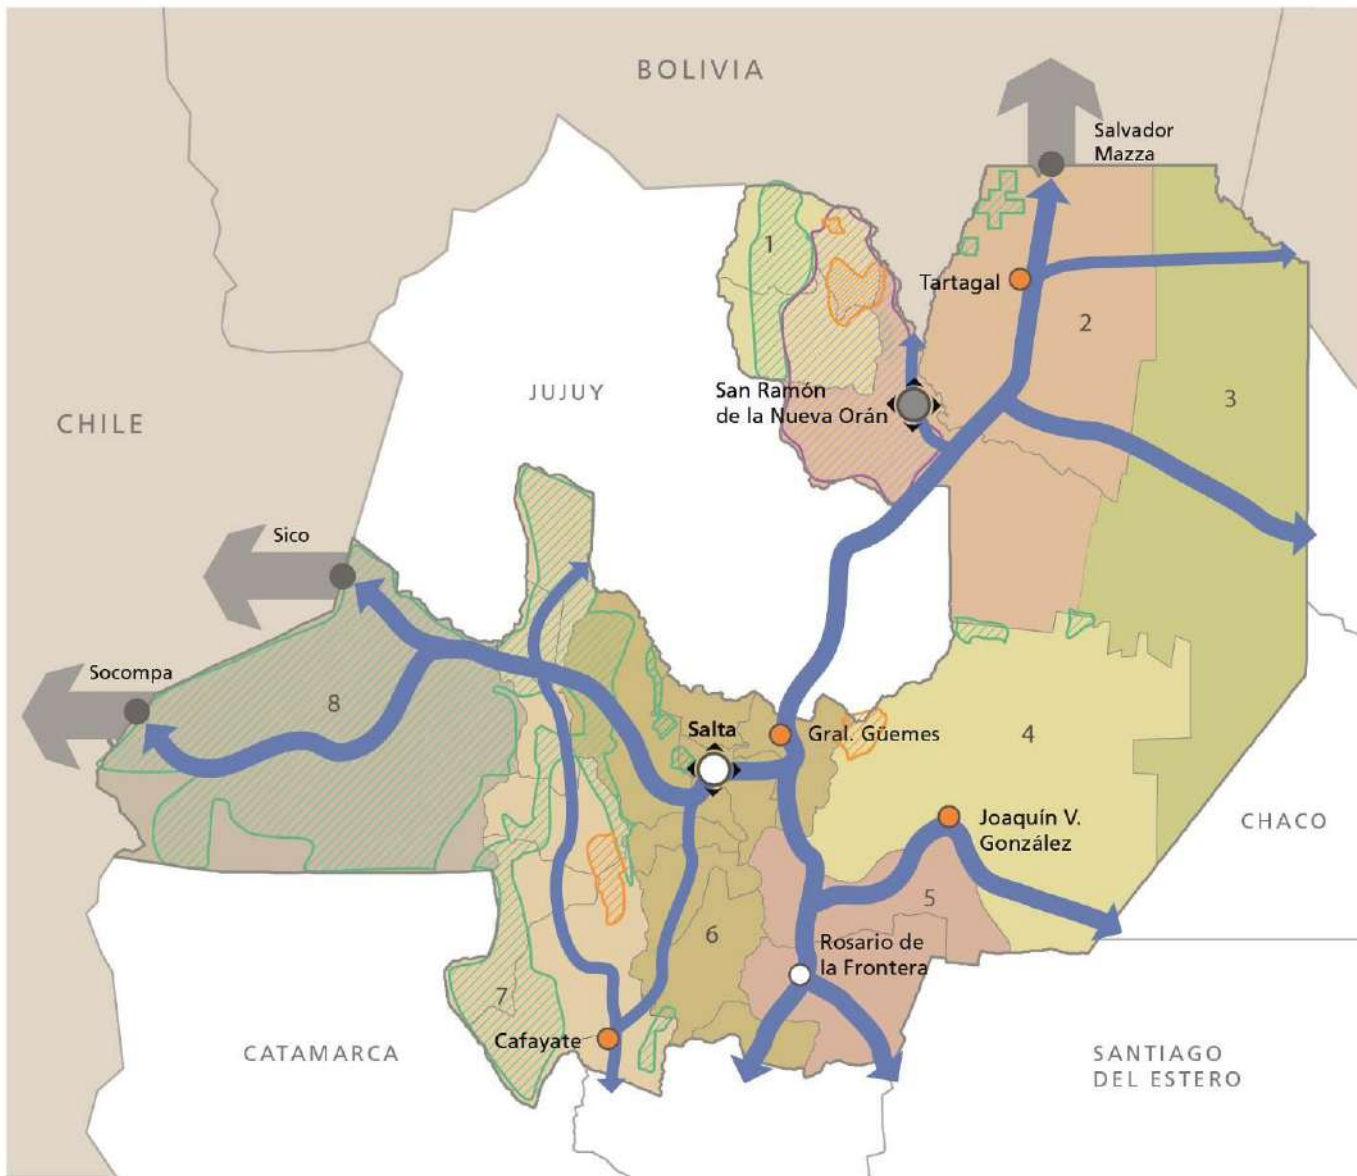 BOLIVIA
Salvador
Mazza
1
Tartagal
2
JUJUY
San Ramón
de la Nueva Orán
3
CHILE
Sico
Socompa
8
Salta
Gral. Güemes
4
Joaquín V.
González
CHACO
5
6
Rosario de
la Frontera
7
Cafayate
CATAMARCA
SANTIAGO
DEL ESTERO